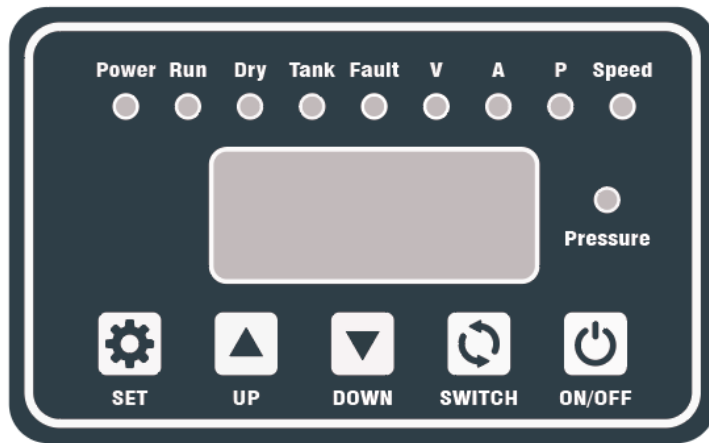 Power Run Dry Tank Fault V A P Speed
Pressure
SET UP DOWN SWITCH ON/OFF